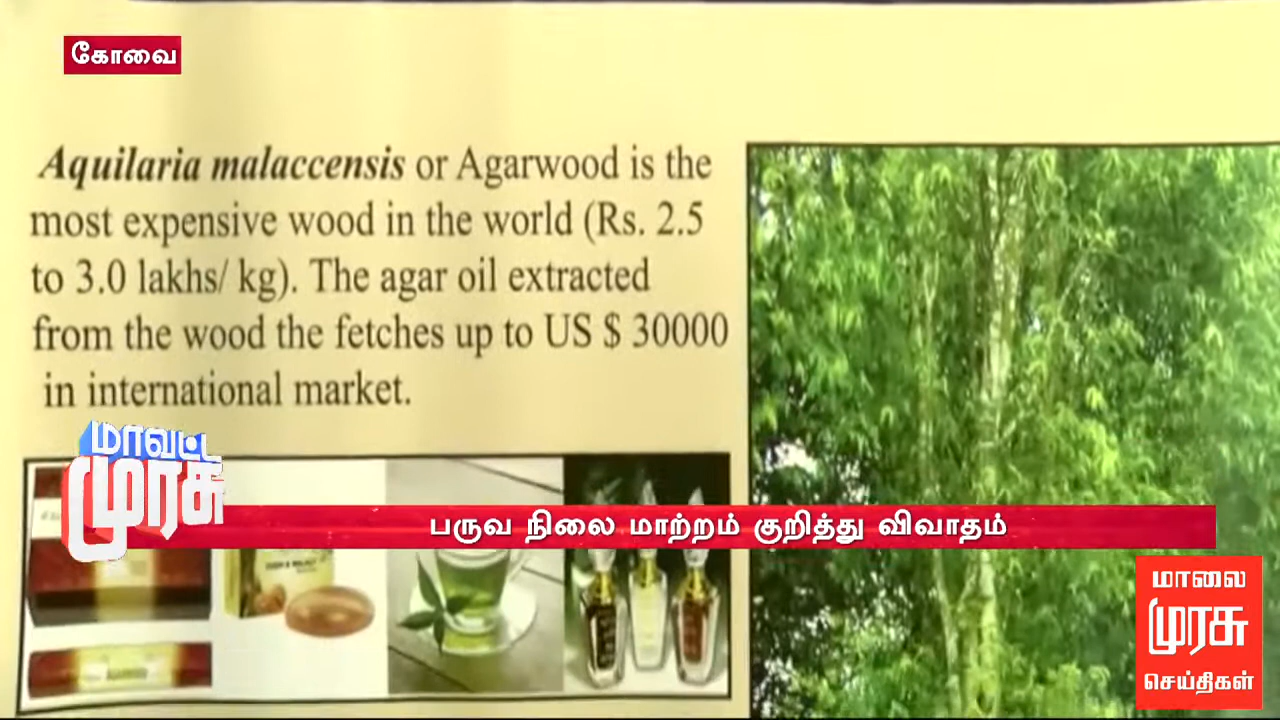 கோவை
Aquilaria malaccensis or Agarwood is the
most expensive wood in the world (Rs. 2.5
to 3.0 lakhs/ kg). The agar oil extracted
from the wood the fetches up to US $ 30000
in international market.
மாவட்ட
முரசு
பருவ நிலை மாற்றம் குறித்து விவாதம்
மாலை
முரசு
செய்திகள்